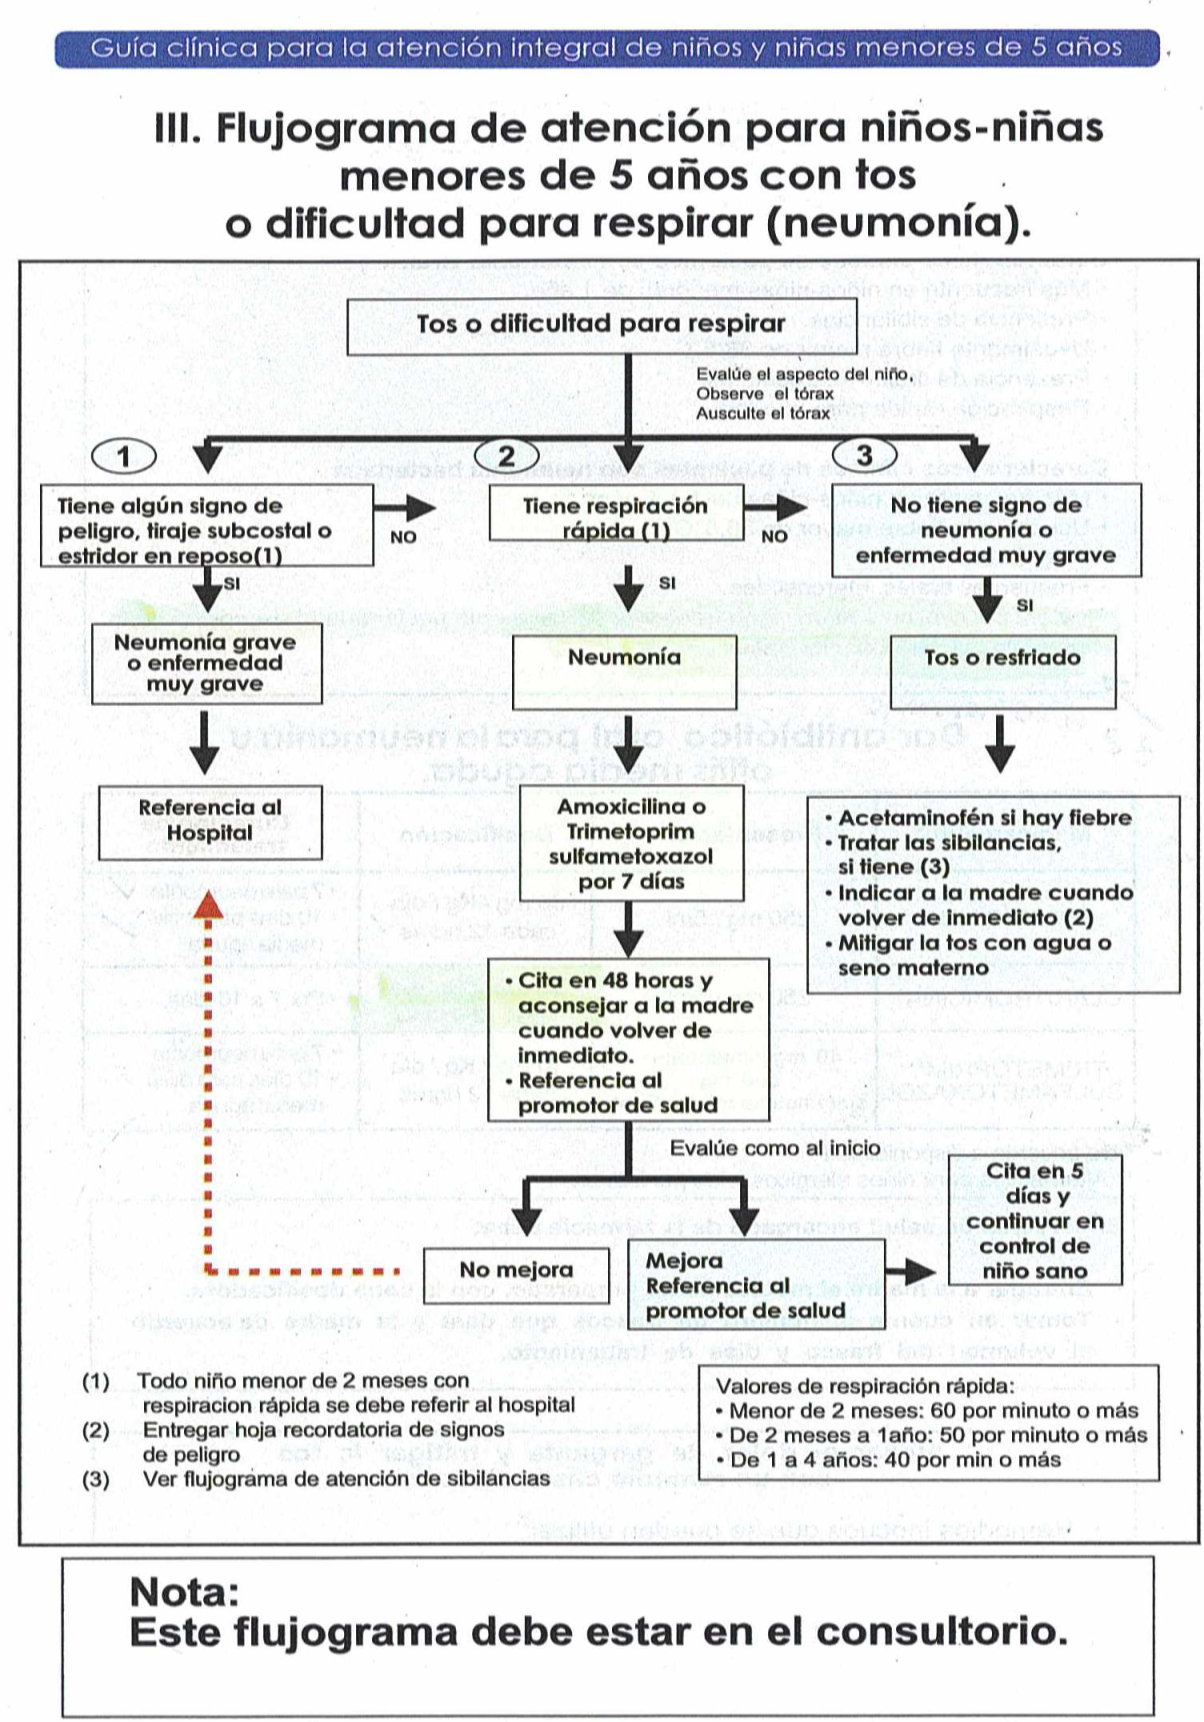 Guía clínica para la atención integral de niños y niñas menores de 5 años
III. Flujograma de atención para niños-niñas
menores de 5 años con tos
o dificultad para respirar (neumonía).
Tos o dificultad para respirar
Evalúe el aspecto del niño,
Observe el tórax
Ausculte el tórax
1
2
3
Tiene algún signo de
peligro, tiraje subcostal o
estridor en reposo(1)
NO
Tiene respiración
rápida (1)
NO
No tiene signo de
neumonía o
enfermedad muy grave
SI
SI
SI
Neumonía grave
o enfermedad
muy grave
Neumonía
Tos o resfriado
Referencia al
Hospital
Amoxicilina o
Trimetoprim
sulfametoxazol
por 7 días
• Acetaminofén si hay fiebre
• Tratar las sibilancias,
si tiene (3)
• Indicar a la madre cuando
volver de inmediato (2)
• Mitigar la tos con agua o
seno materno
• Cita en 48 horas y
aconsejar a la madre
cuando volver de
inmediato.
• Referencia al
promotor de salud
Evalúe como al inicio
No mejora
Mejora
Referencia al
promotor de salud
Cita en 5
días y
continuar en
control de
niño sano
(1) Todo niño menor de 2 meses con
respiracion rápida se debe referir al hospital
(2) Entregar hoja recordatoria de signos
de peligro
(3) Ver flujograma de atención de sibilancias
Valores de respiración rápida:
• Menor de 2 meses: 60 por minuto o más
• De 2 meses a 1año: 50 por minuto o más
• De 1 a 4 años: 40 por min o más
Nota:
Este flujograma debe estar en el consultorio.